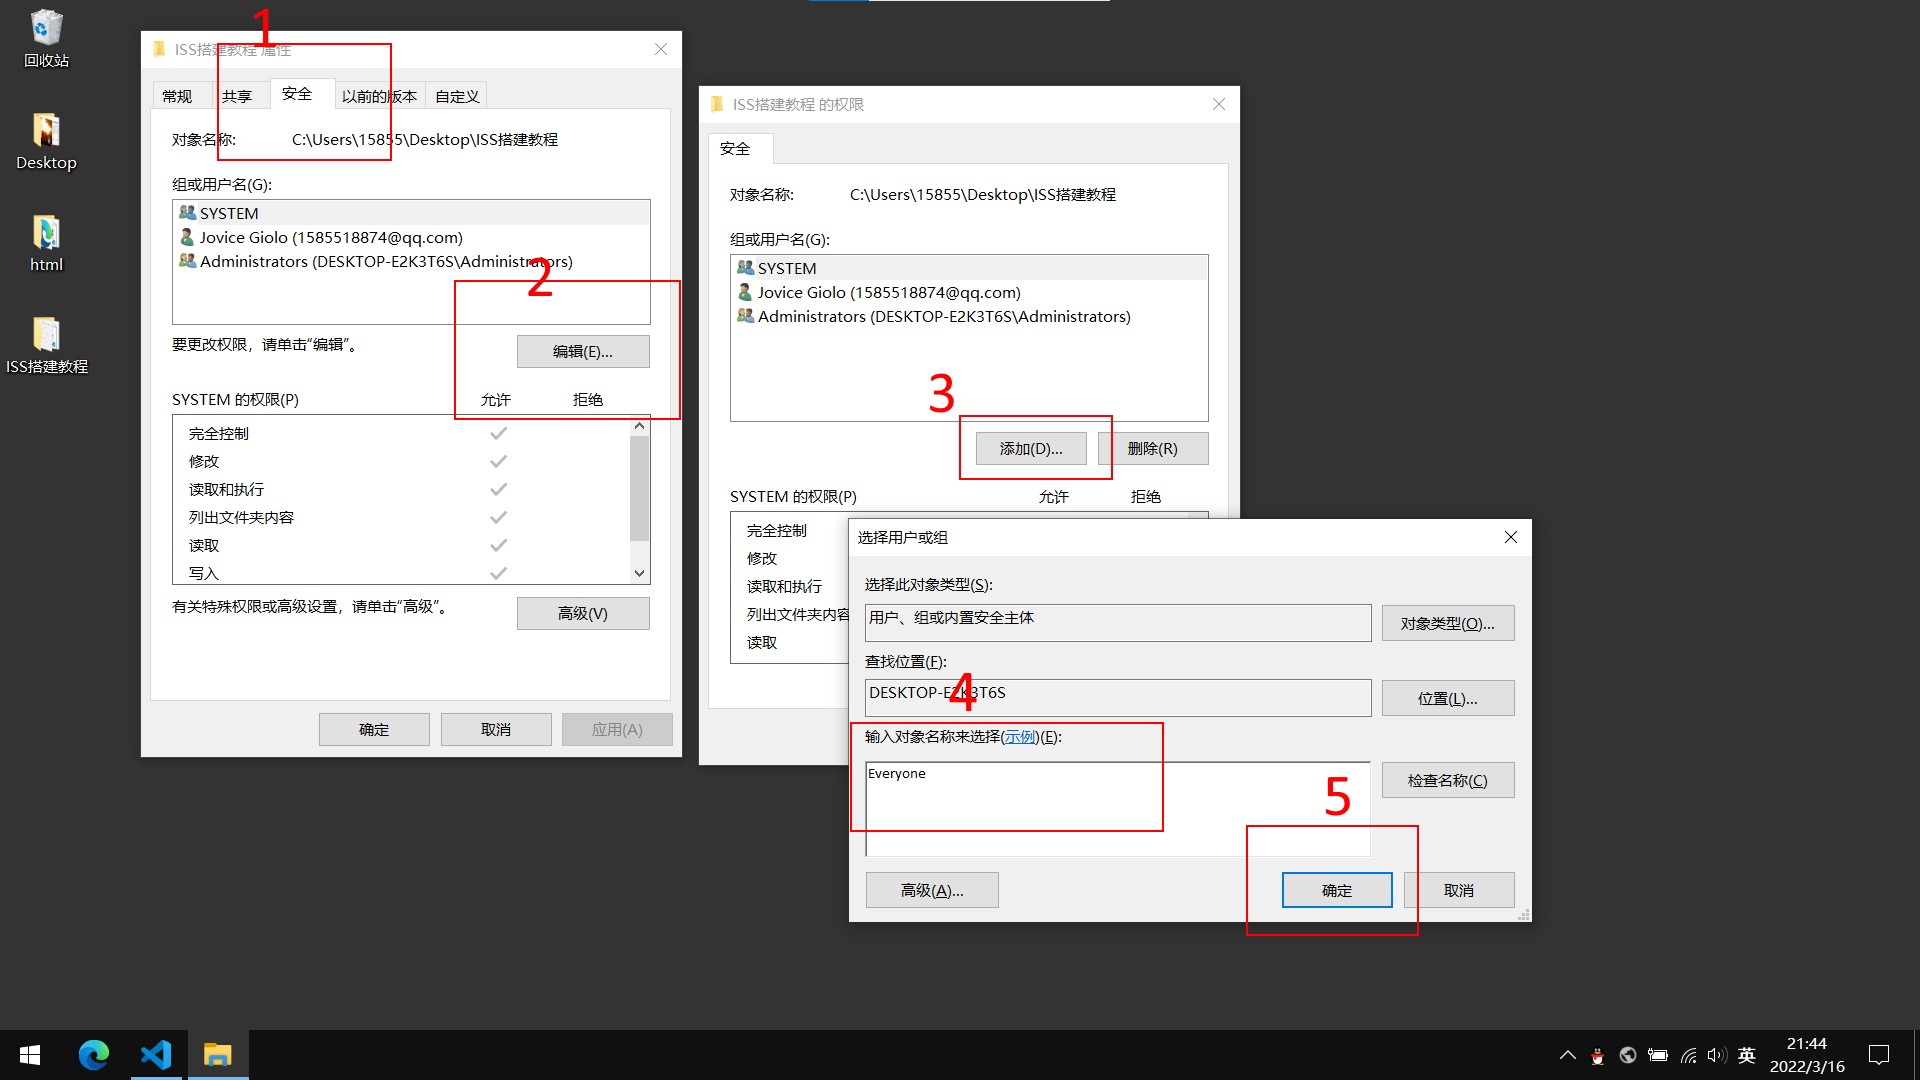 回收站
Desktop
html
ISS搭建教程
1
ISS搭建教程 属性
常规
共享
安全
以前的版本
自定义
对象名称:
C:\Users\15855\Desktop\ISS搭建教程
组或用户名(G):
SYSTEM
Jovice Giolo (1585518874@qq.com)
Administrators (DESKTOP-E2K3T6S\Administrators)
2
要更改权限，请单击“编辑”。
编辑(E)...
SYSTEM 的权限(P)
允许
拒绝
完全控制
修改
读取和执行
列出文件夹内容
读取
写入
有关特殊权限或高级设置，请单击“高级”。
高级(V)
确定
取消
应用(A)
ISS搭建教程 的权限
安全
对象名称:
C:\Users\15855\Desktop\ISS搭建教程
组或用户名(G):
SYSTEM
Jovice Giolo (1585518874@qq.com)
Administrators (DESKTOP-E2K3T6S\Administrators)
3
添加(D)...
删除(R)
SYSTEM 的权限(P)
允许
拒绝
完全控制
修改
读取和执行
列出文件夹内容
读取
选择用户或组
选择此对象类型(S):
用户、组或内置安全主体
对象类型(O)...
查找位置(F):
DESKTOP-E2K3T6S
位置(L)...
4
输入对象名称来选择(示例)(E):
Everyone
检查名称(C)
5
高级(A)...
确定
取消
英
21:44
2022/3/16